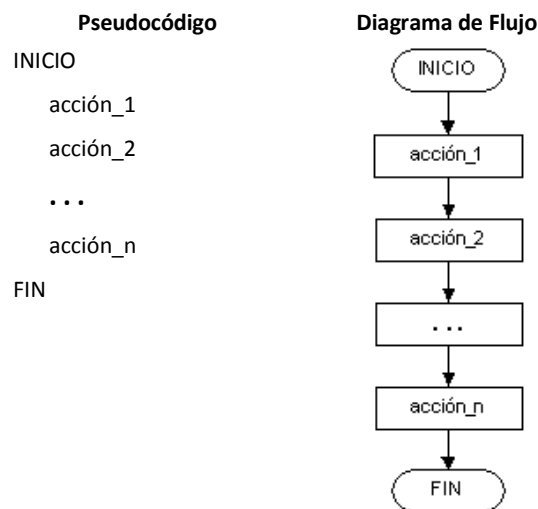 Pseudocódigo
INICIO
acción_1
acción_2
. . .
acción_n
FIN
Diagrama de Flujo
INICIO
acción_1
acción_2
. . .
acción_n
FIN